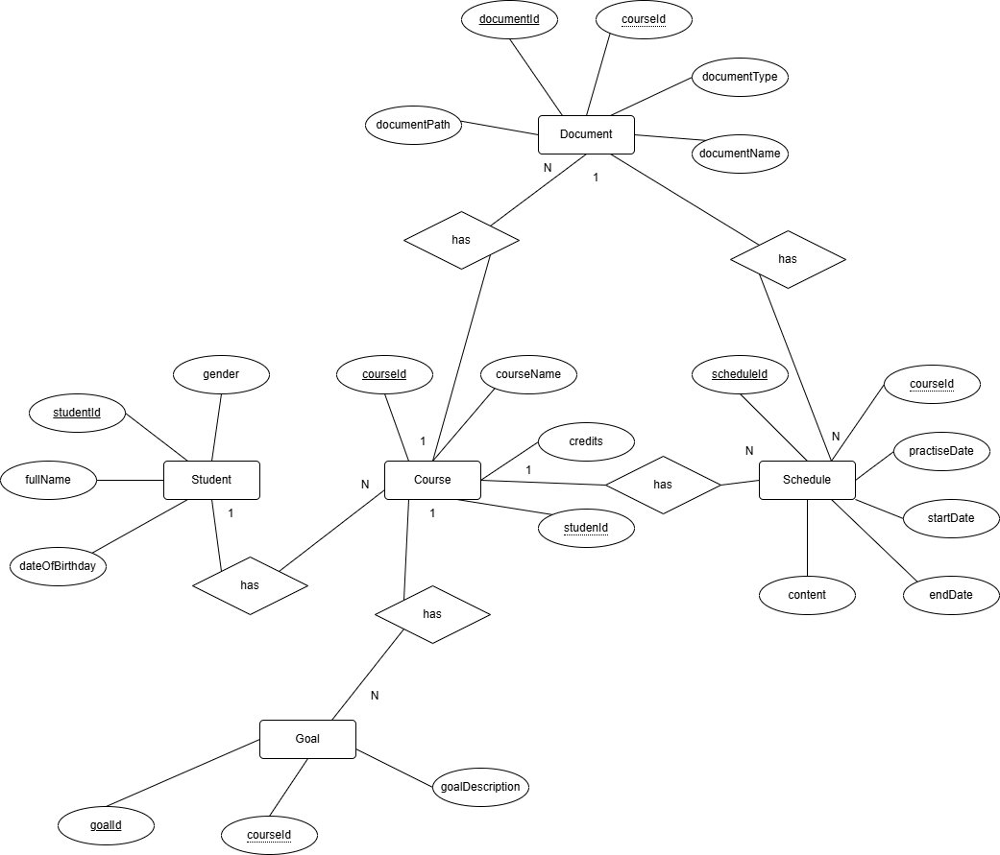 documentId
courseId
documentType
documentPath
Document
documentName
N
1
has
has
gender
courseId
courseName
scheduleId
courseId
studentId
1
credits
N
N
practiseDate
fullName
Student
N
Course
1
has
Schedule
1
1
studenId
startDate
dateOfBirthday
has
has
content
endDate
N
Goal
goalDescription
goalId
courseId